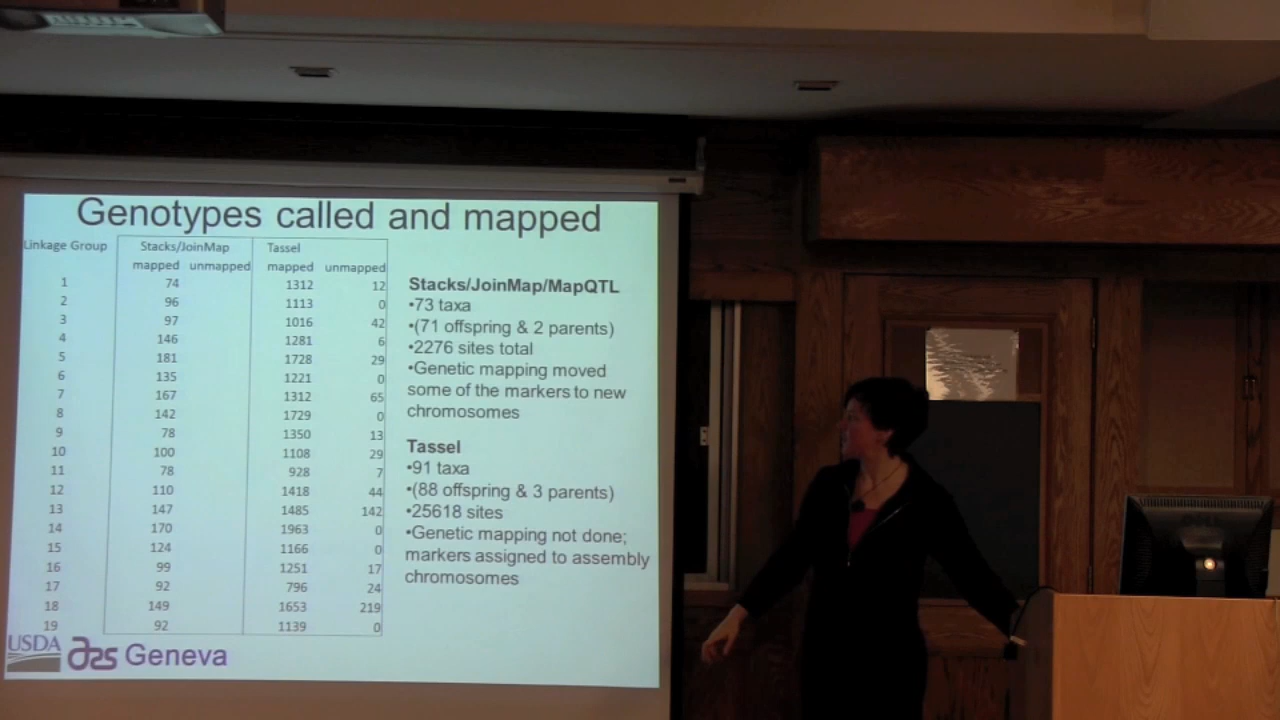 Genotypes called and mapped
Linkage Group Stacks/JoinMap Tassel
mapped unmapped mapped unmapped
1 74 1312 12
2 96 1113 0
3 97 1016 42
4 146 1281 6
5 181 1728 29
6 135 1221 0
7 167 1312 65
8 142 1729 0
9 78 1350 13
10 100 1108 29
11 78 928 7
12 110 1418 44
13 147 1485 142
14 170 1963 0
15 124 1166 0
16 99 1251 17
17 92 796 24
18 149 1653 219
19 92 1139 0
Stacks/JoinMap/MapQTL
•73 taxa
•(71 offspring & 2 parents)
•2276 sites total
•Genetic mapping moved
some of the markers to new
chromosomes
Tassel
•91 taxa
•(88 offspring & 3 parents)
•25618 sites
•Genetic mapping not done;
markers assigned to assembly
chromosomes
USDA ars Geneva